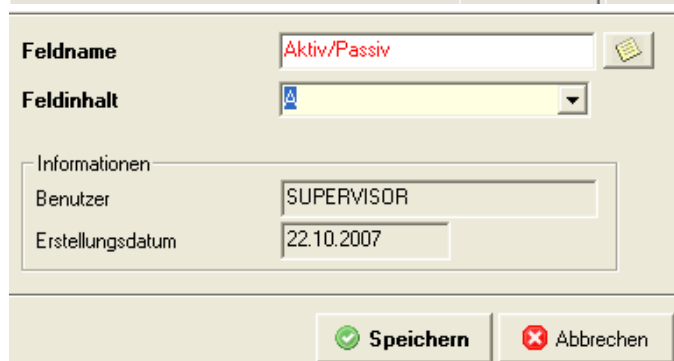 Feldname Aktiv/Passiv
Feldinhalt A
Informationen
Benutzer SUPERVISOR
Erstellungsdatum 22.10.2007
Speichern Abbrechen